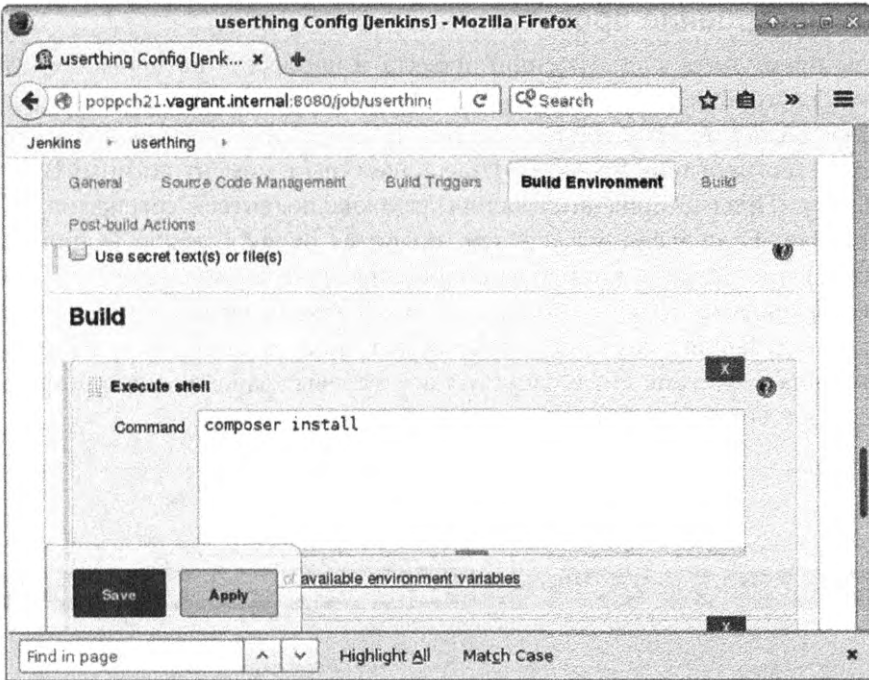 userthing Config [Jenkins] - Mozilla Firefox
userthing Config [Jenk... ×
poppch21.vagrant.internal:8080/job/userthing
Search
Jenkins userthing
General Source Code Management Build Triggers Build Environment Build
Post-build Actions
Use secret text(s) or file(s)
Build
X
Execute shell
Command composer install
of available environment variables
Save Apply
X
Find in page Highlight All Match Case ×